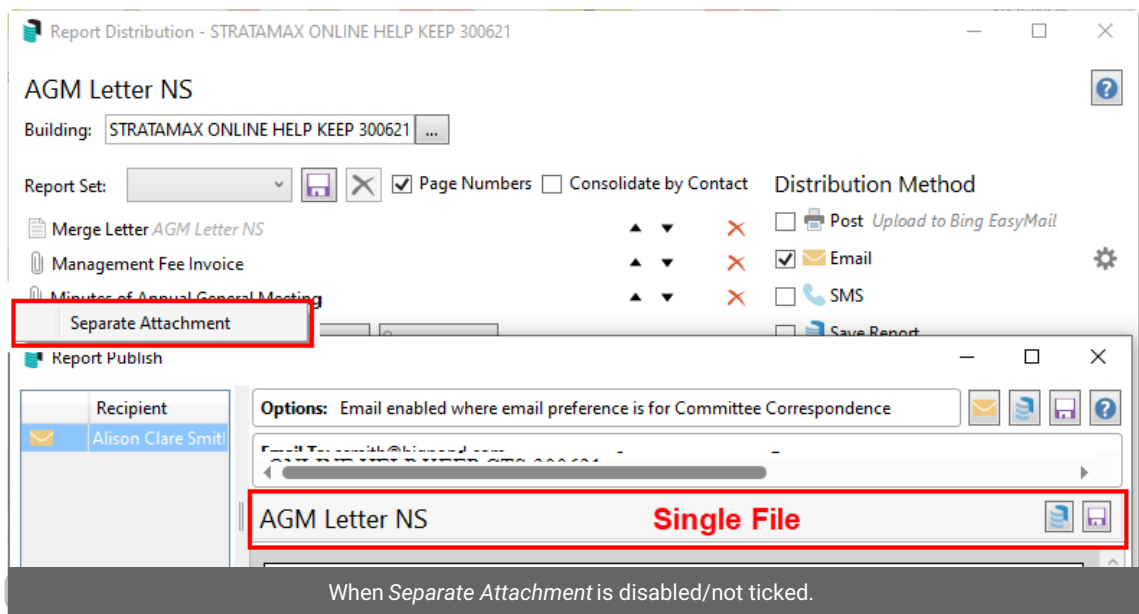 Report Distribution - STRATAMAX ONLINE HELP KEEP 300621
AGM Letter NS
Building: STRATAMAX ONLINE HELP KEEP 300621 ...
Report Set: Page Numbers Consolidate by Contact Distribution Method
Merge Letter AGM Letter NS Post Upload to Bing EasyMail
Management Fee Invoice Email
Minutes of Annual General Meeting SMS
Separate Attachment Save Report
Report Publish
Recipient Options: Email enabled where email preference is for Committee Correspondence
Alison Clare Smith
AGM Letter NS Single File
When Separate Attachment is disabled/not ticked.